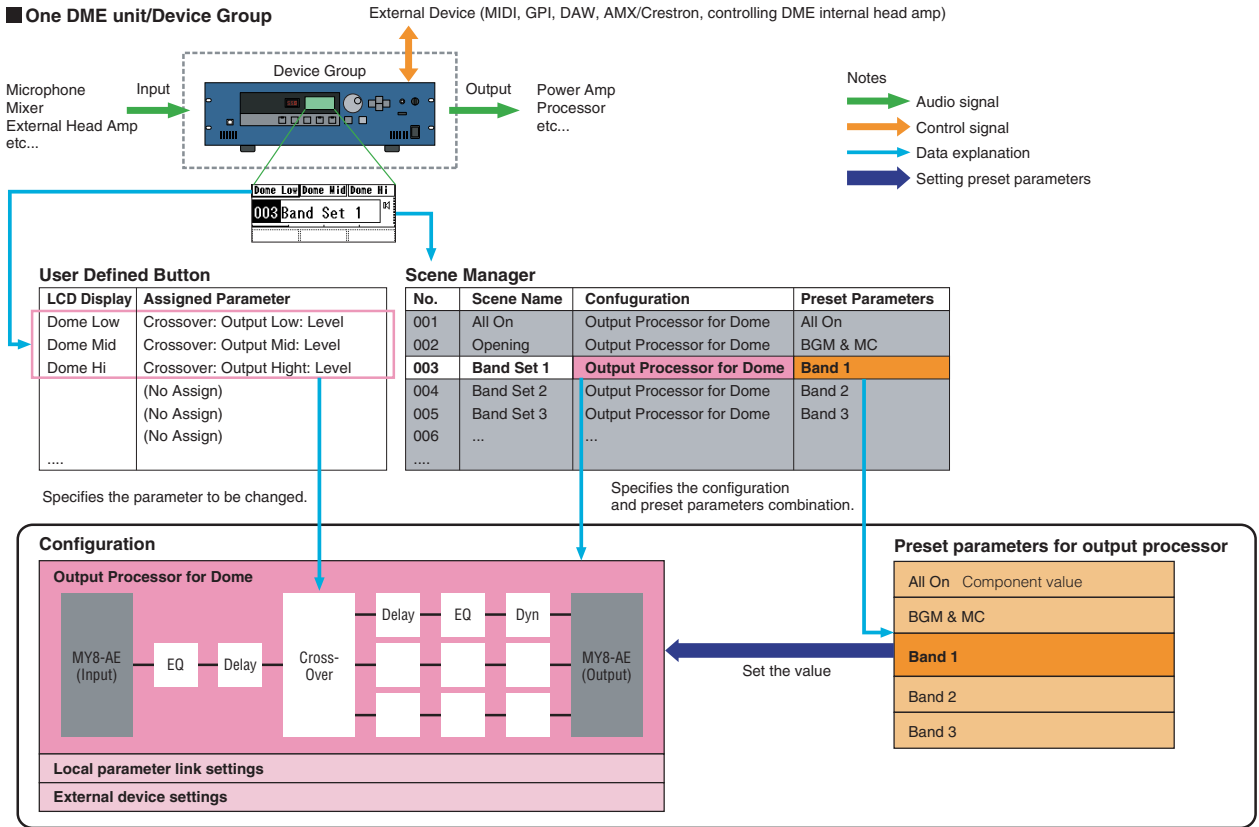 ■ One DME unit/Device Group
External Device (MIDI, GPI, DAW, AMX/Crestron, controlling DME internal head amp)
Device Group
Microphone
Mixer
External Head Amp
etc...
Input
Output
Power Amp
Processor
etc...
Notes
Audio signal
Control signal
Data explanation
Setting preset parameters
Dome Low Dome Mid Dome Hi
003 Band Set 1
User Defined Button
LCD Display Assigned Parameter
Dome Low Crossover: Output Low: Level
Dome Mid Crossover: Output Mid: Level
Dome Hi Crossover: Output Hight: Level
(No Assign)
(No Assign)
(No Assign)
....
Specifies the parameter to be changed.
Scene Manager
No. Scene Name Confuguration Preset Parameters
001 All On Output Processor for Dome All On
002 Opening Output Processor for Dome BGM & MC
003 Band Set 1 Output Processor for Dome Band 1
004 Band Set 2 Output Processor for Dome Band 2
005 Band Set 3 Output Processor for Dome Band 3
006 ... ...
....
Specifies the configuration
and preset parameters combination.
Configuration
Output Processor for Dome
MY8-AE
(Input)
EQ
Delay
Cross-
Over
Delay
EQ
Dyn
MY8-AE
(Output)
Local parameter link settings
External device settings
Set the value
Preset parameters for output processor
All On Component value
BGM & MC
Band 1
Band 2
Band 3